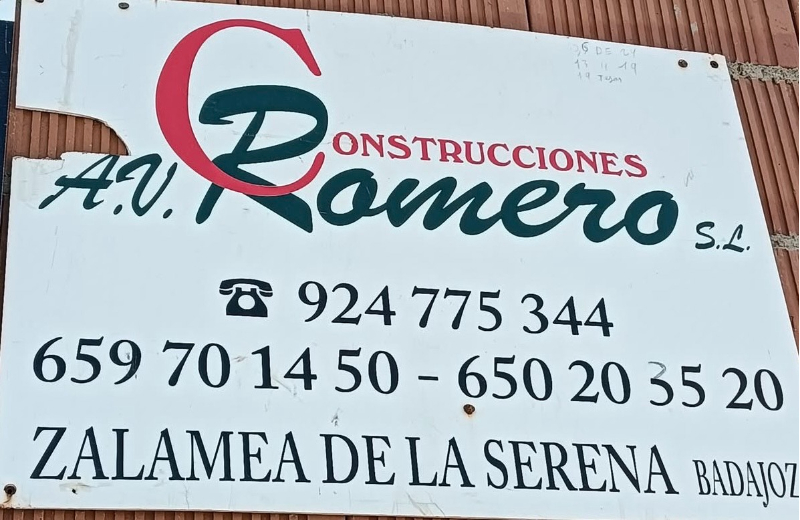 CONSTRUCCIONES
A.V. Romero S.L.
924 775 344
659 70 14 50 - 650 20 35 20
ZALAMEA DE LA SERENA BADAJOZ